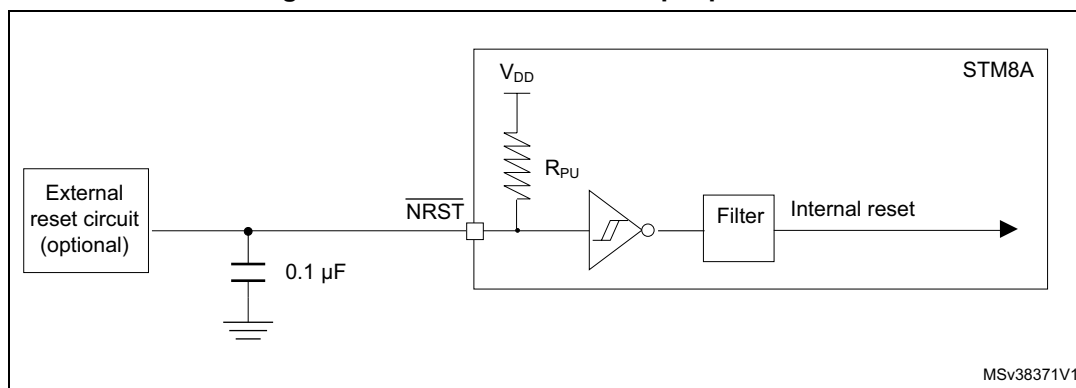 STM8A
VDD
RPU
External
reset circuit
(optional)
NRST
Filter
Internal reset
0.1 µF
MSv38371V1